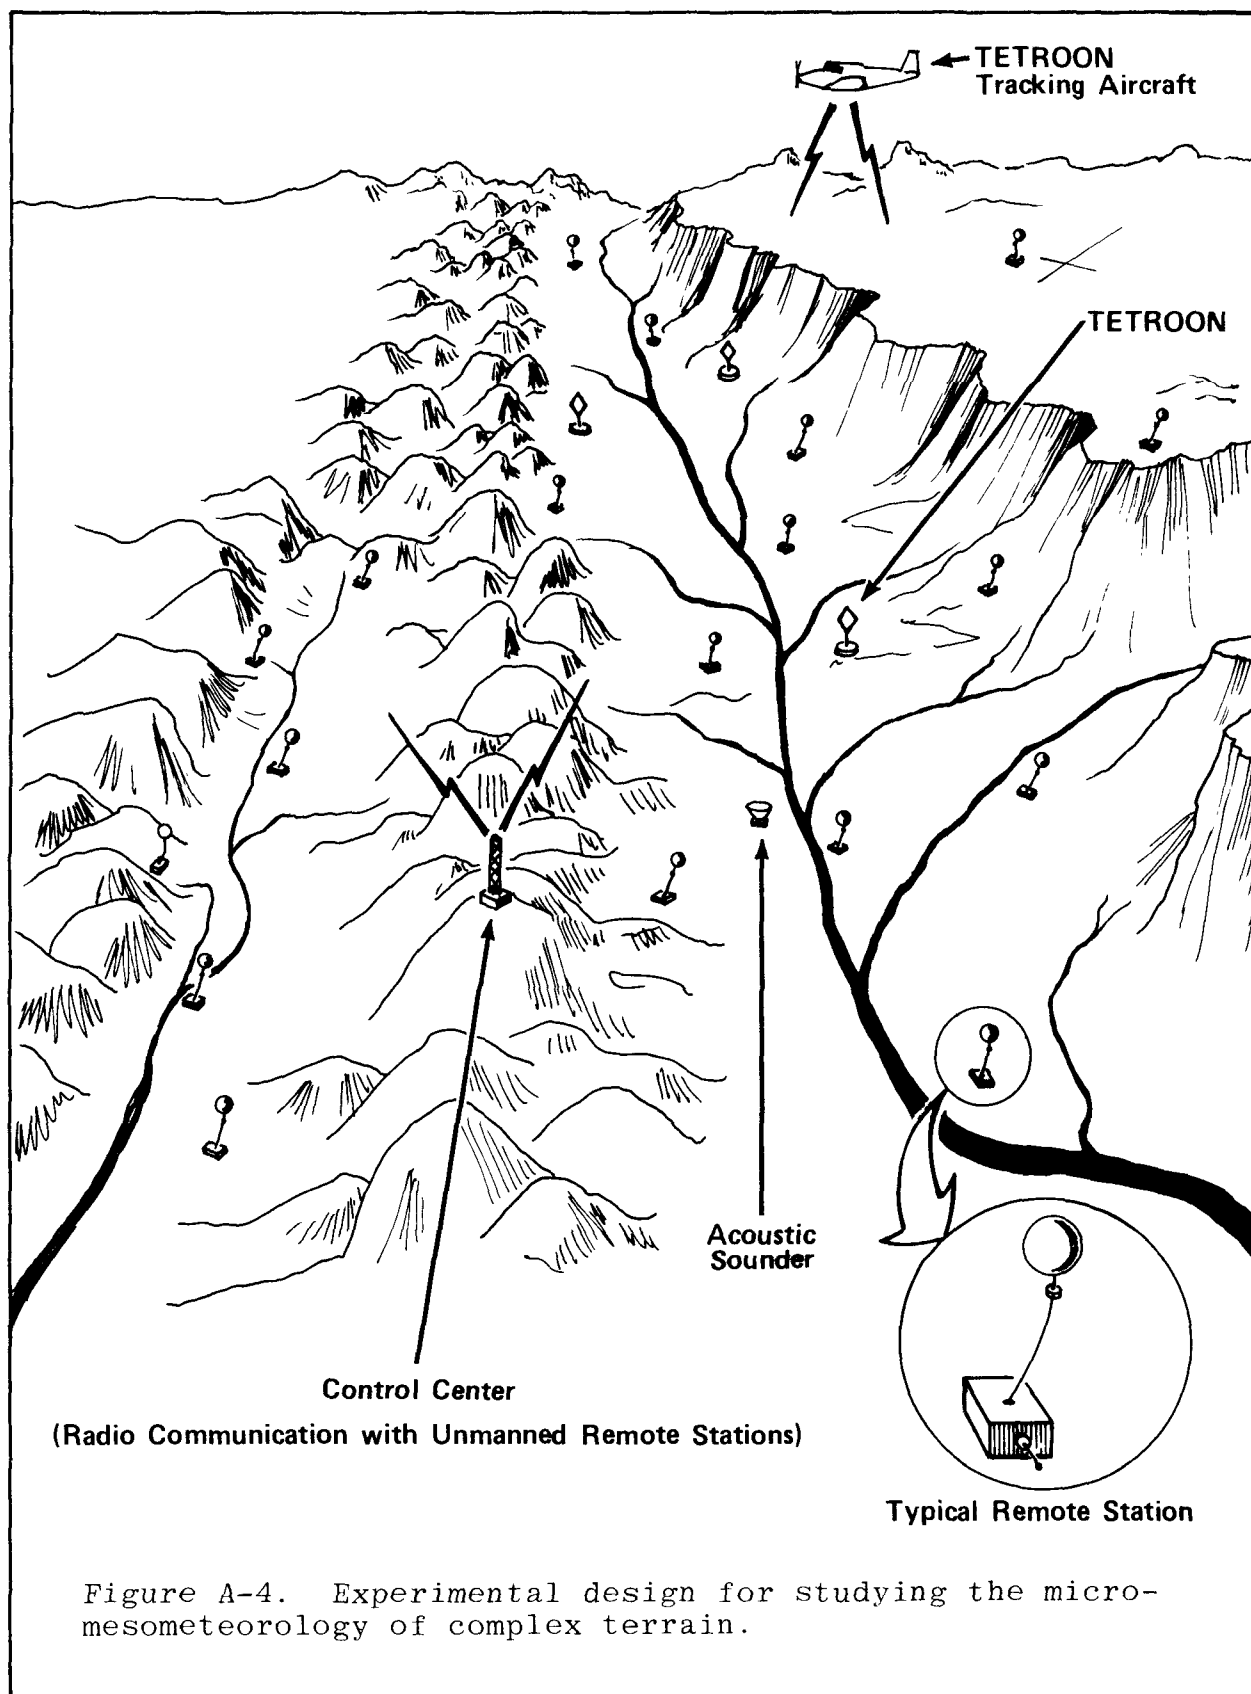 TETROON
Tracking Aircraft
TETROON
Acoustic
Sounder
Control Center
(Radio Communication with Unmanned Remote Stations)
Typical Remote Station
Figure A-4. Experimental design for studying the micro-
mesometeorology of complex terrain.